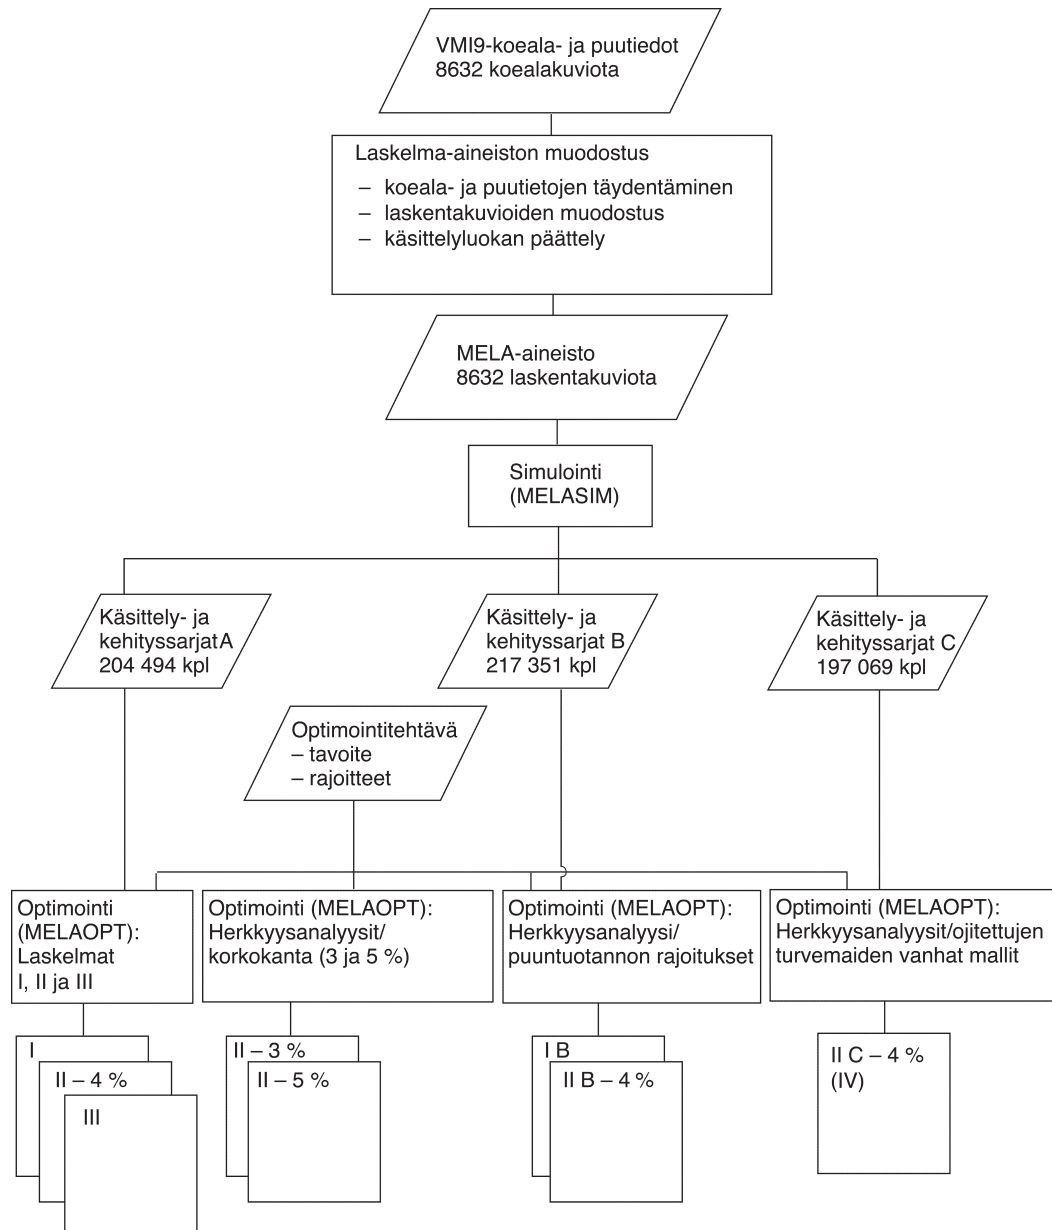 VMI9-koeala- ja puutiedot
8632 koealakuviota
Laskelma-aineiston muodostus
– koeala- ja puutietojen täydentäminen
– laskentakuvioiden muodostus
– käsittelyluokan päättely
MELA-aineisto
8632 laskentakuviota
Simulointi
(MELASIM)
Käsittely- ja
kehityssarjat A
204 494 kpl
Käsittely- ja
kehityssarjat B
217 351 kpl
Käsittely- ja
kehityssarjat C
197 069 kpl
Optimointitehtävä
– tavoite
– rajoitteet
Optimointi
(MELAOPT):
Laskelmat
I, II ja III
Optimointi (MELAOPT):
Herkkyysanalyysit/
korkokanta (3 ja 5 %)
Optimointi (MELAOPT):
Herkkyysanalyysi/
puuntuotannon rajoitukset
Optimointi (MELAOPT):
Herkkyysanalyysit/ojitettujen
turvemaiden vanhat mallit
I
II – 4 %
III
II – 3 %
II – 5 %
I B
II B – 4 %
II C – 4 %
(IV)